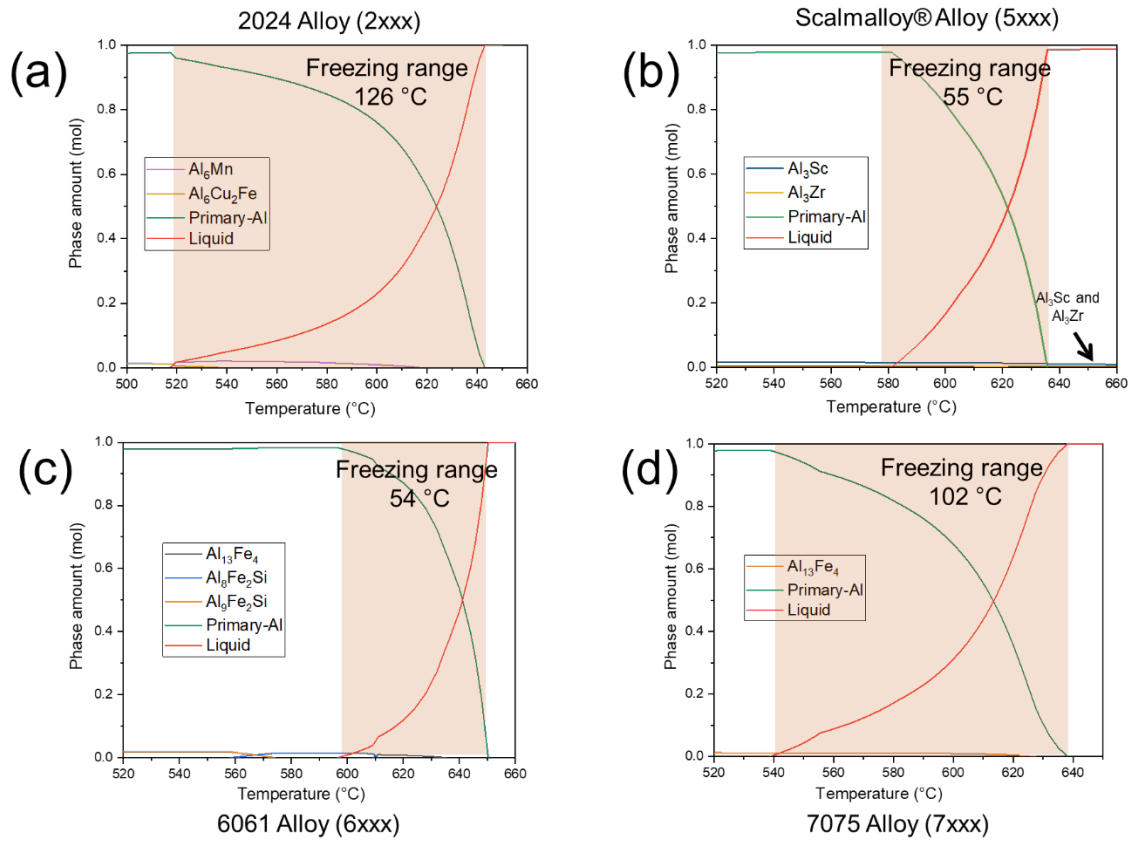 2024 Alloy (2xxx)
(a)
Freezing range
126 °C
Al₆Mn
Al₆Cu₂Fe
Primary-Al
Liquid
Phase amount (mol)
0.0
0.2
0.4
0.6
0.8
1.0
500 520 540 560 580 600 620 640 660
Temperature (°C)
Scalmalloy® Alloy (5xxx)
(b)
Freezing range
55 °C
Al₃Sc
Al₃Zr
Primary-Al
Liquid
Al₃Sc and
Al₃Zr
Phase amount (mol)
0.0
0.2
0.4
0.6
0.8
1.0
520 540 560 580 600 620 640 660
Temperature (°C)
(c)
Freezing range
54 °C
Al₁₃Fe₄
Al₈Fe₂Si
Al₉Fe₂Si
Primary-Al
Liquid
Phase amount (mol)
0.0
0.2
0.4
0.6
0.8
1.0
520 540 560 580 600 620 640 660
Temperature (°C)
6061 Alloy (6xxx)
(d)
Freezing range
102 °C
Al₁₃Fe₄
Primary-Al
Liquid
Phase amount (mol)
0.0
0.2
0.4
0.6
0.8
1.0
520 540 560 580 600 620 640
Temperature (°C)
7075 Alloy (7xxx)